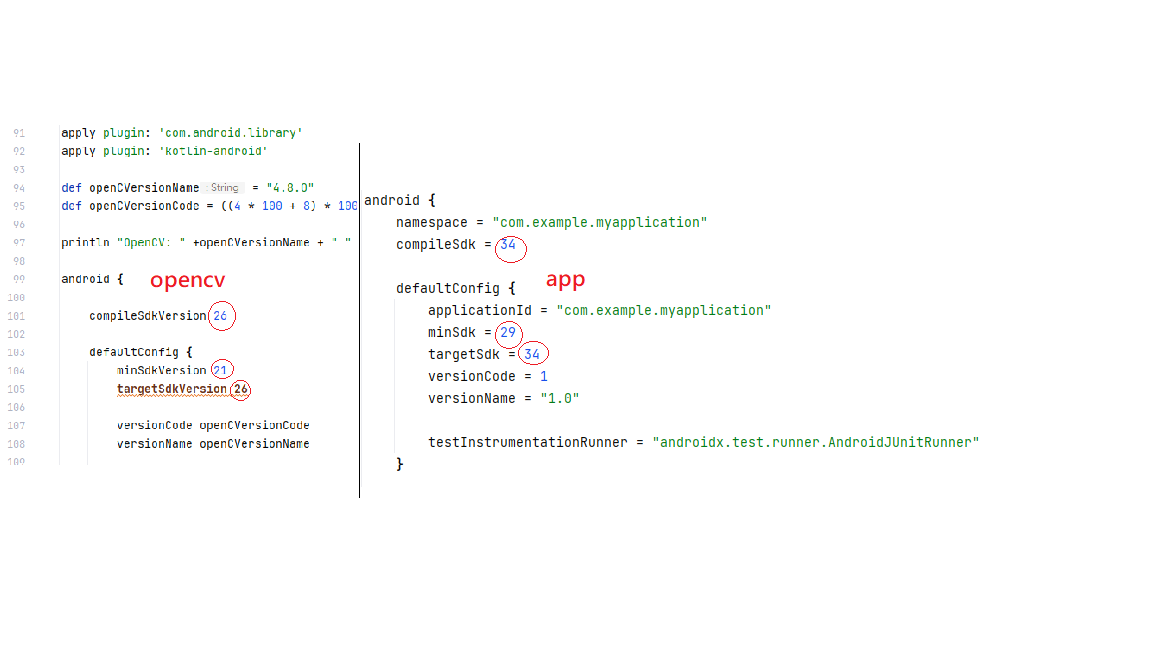 91 apply plugin: 'com.android.library'
92 apply plugin: 'kotlin-android'
93
94 def openCVersionName : String = "4.8.0"
95 def openCVersionCode = ((4 * 100 + 8) * 100
96
97 println "OpenCV: " +openCVersionName + " "
98
99 android {
opencv
100
101 compileSdkVersion 26
102
103 defaultConfig {
104 minSdkVersion 21
105 targetSdkVersion 26
106
107 versionCode openCVersionCode
108 versionName openCVersionName
109
android {
namespace = "com.example.myapplication"
compileSdk = 34
app
defaultConfig {
applicationId = "com.example.myapplication"
minSdk = 29
targetSdk = 34
versionCode = 1
versionName = "1.0"
testInstrumentationRunner = "androidx.test.runner.AndroidJUnitRunner"
}